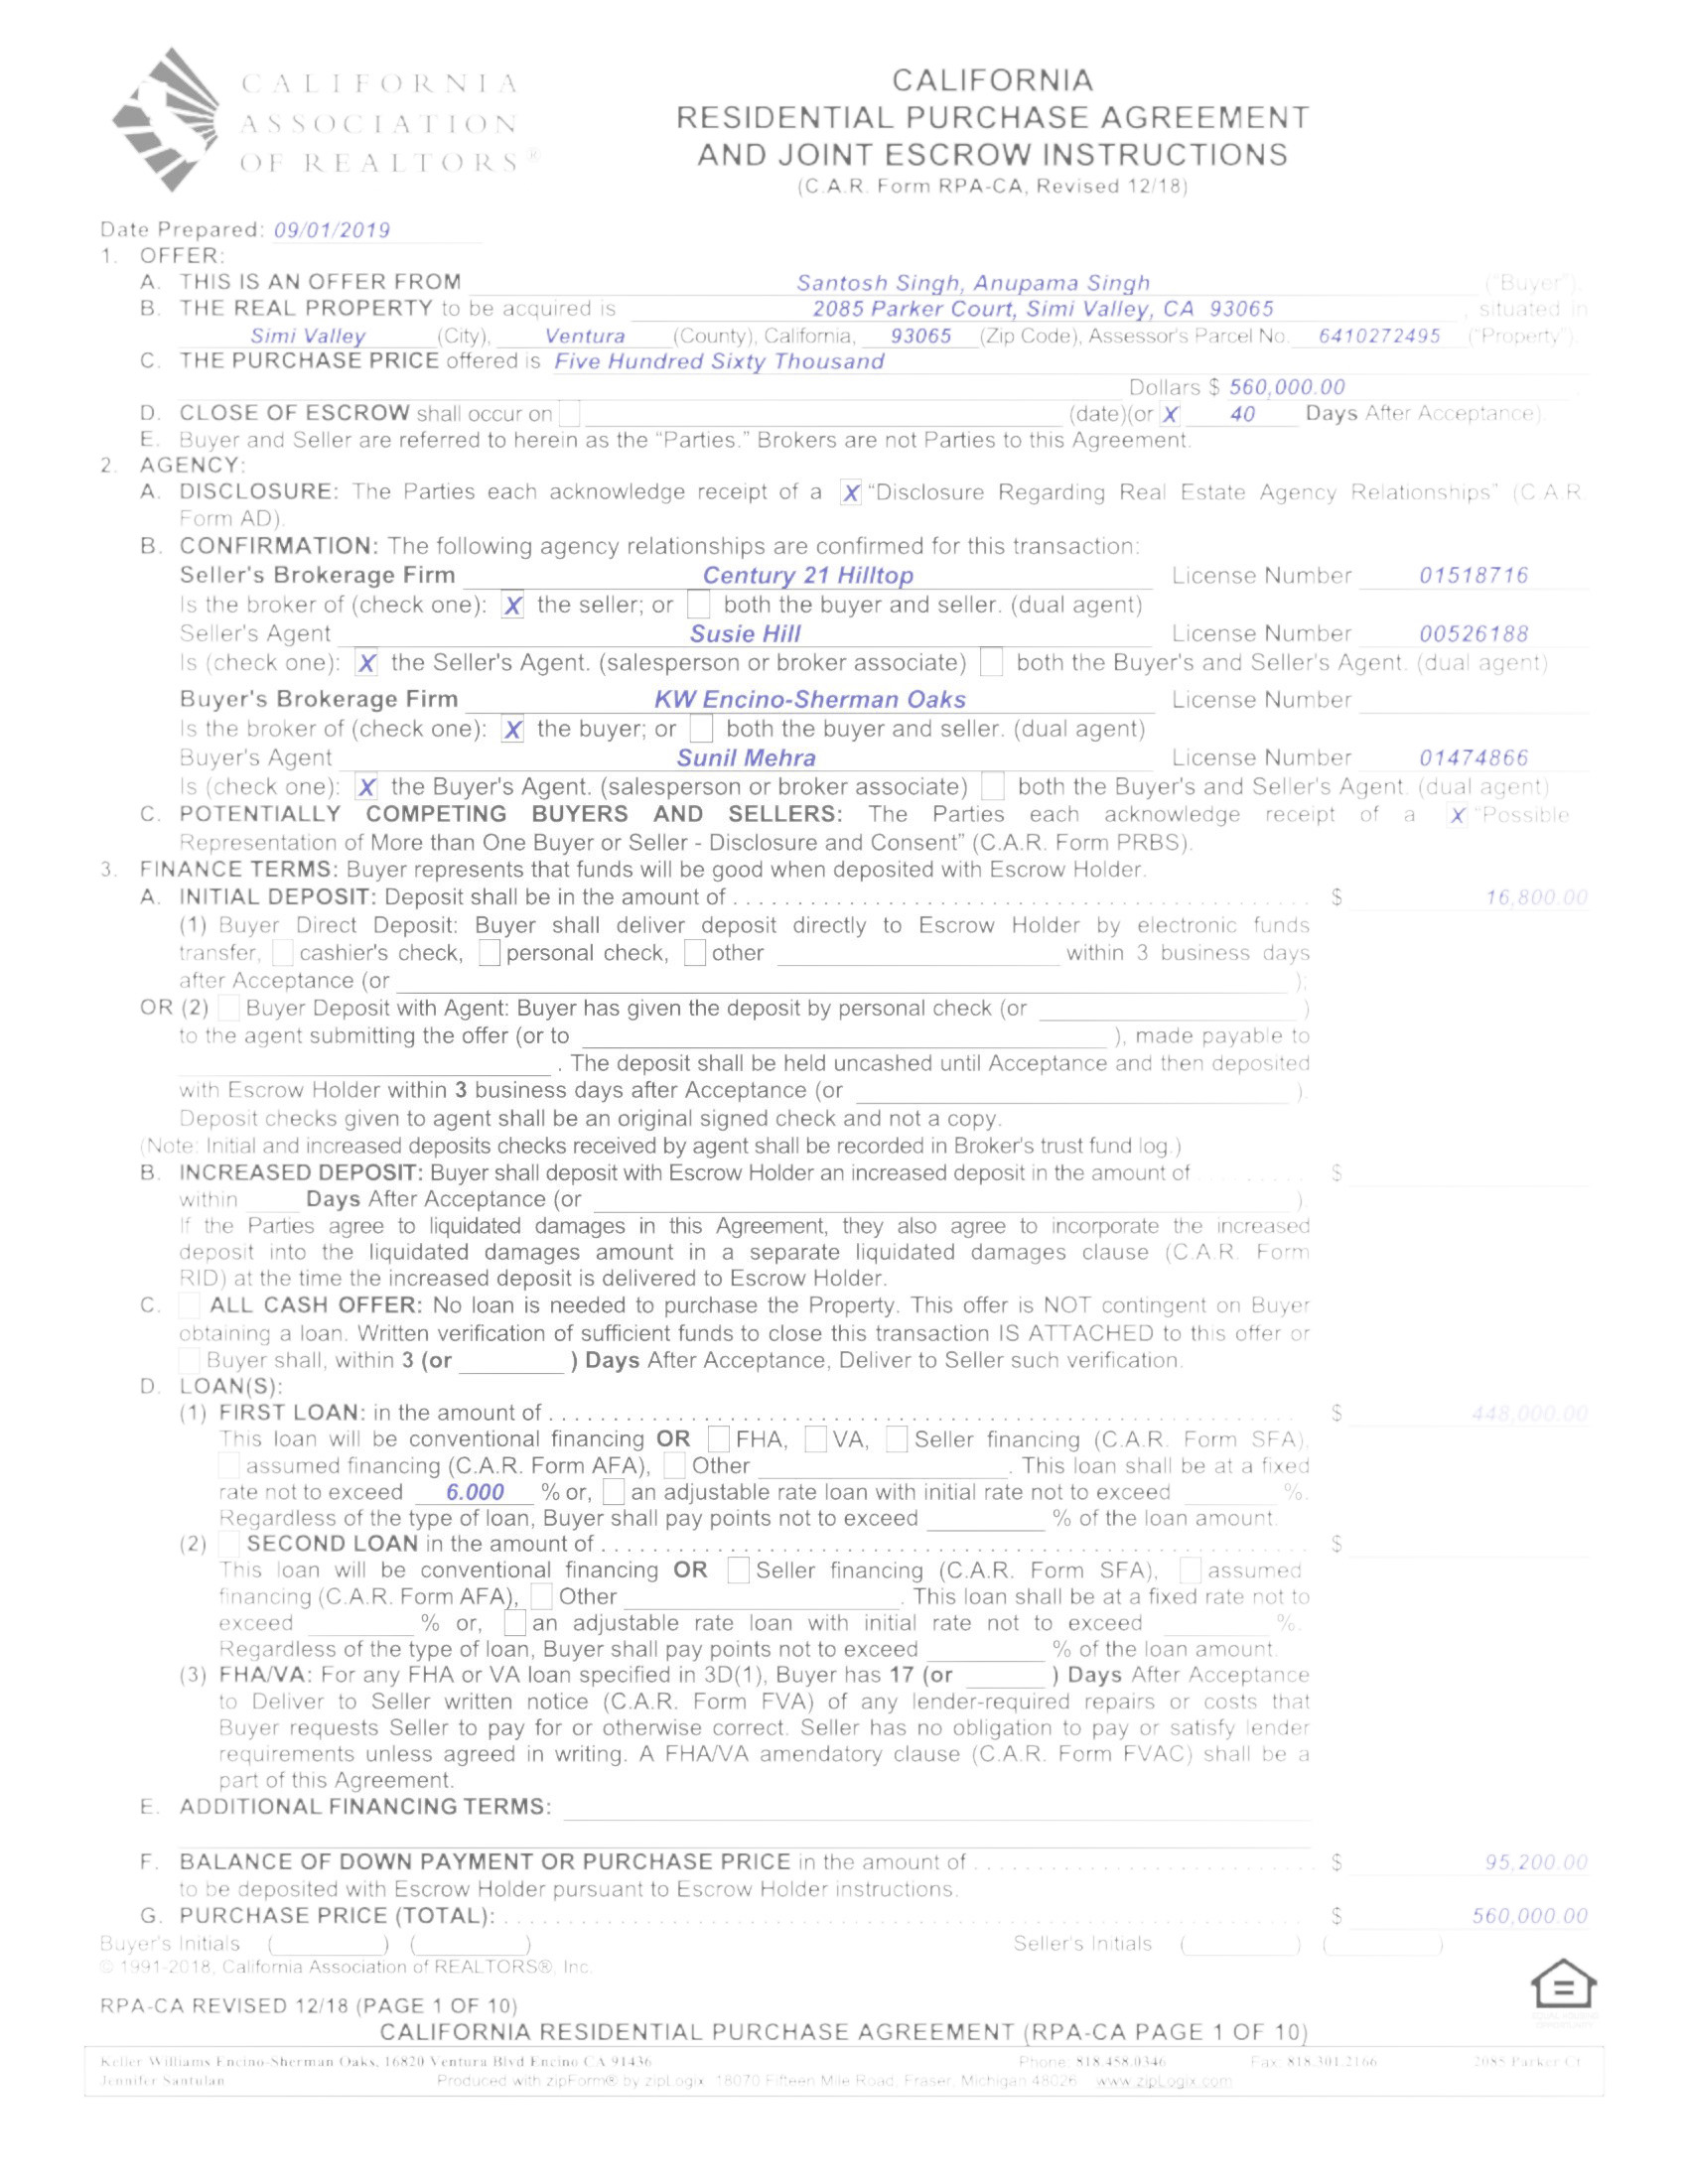 CALIFORNIA
ASSOCIATION
OF REALTORS®
CALIFORNIA
RESIDENTIAL PURCHASE AGREEMENT
AND JOINT ESCROW INSTRUCTIONS
(C.A.R. Form RPA-CA, Revised 12/18)
Date Prepared: 09/01/2019
1. OFFER:
A. THIS IS AN OFFER FROM Santosh Singh, Anupama Singh ("Buyer").
B. THE REAL PROPERTY to be acquired is 2085 Parker Court, Simi Valley, CA 93065 , situated in
Simi Valley (City), Ventura (County), California, 93065 (Zip Code), Assessor's Parcel No. 6410272495 ("Property").
C. THE PURCHASE PRICE offered is Five Hundred Sixty Thousand
Dollars $ 560,000.00
D. CLOSE OF ESCROW shall occur on (date)(or X 40 Days After Acceptance).
E. Buyer and Seller are referred to herein as the “Parties.” Brokers are not Parties to this Agreement.
2. AGENCY:
A. DISCLOSURE: The Parties each acknowledge receipt of a X “Disclosure Regarding Real Estate Agency Relationships” (C.A.R.
Form AD).
B. CONFIRMATION: The following agency relationships are confirmed for this transaction:
Seller's Brokerage Firm Century 21 Hilltop License Number 01518716
Is the broker of (check one): X the seller; or both the buyer and seller. (dual agent)
Seller's Agent Susie Hill License Number 00526188
Is (check one): X the Seller's Agent. (salesperson or broker associate) both the Buyer's and Seller's Agent. (dual agent)
Buyer's Brokerage Firm KW Encino-Sherman Oaks License Number
Is the broker of (check one): X the buyer; or both the buyer and seller. (dual agent)
Buyer's Agent Sunil Mehra License Number 01474866
Is (check one): X the Buyer's Agent. (salesperson or broker associate) both the Buyer's and Seller's Agent. (dual agent)
C. POTENTIALLY COMPETING BUYERS AND SELLERS: The Parties each acknowledge receipt of a X “Possible
Representation of More than One Buyer or Seller - Disclosure and Consent” (C.A.R. Form PRBS).
3. FINANCE TERMS: Buyer represents that funds will be good when deposited with Escrow Holder.
A. INITIAL DEPOSIT: Deposit shall be in the amount of $ 16,800.00
(1) Buyer Direct Deposit: Buyer shall deliver deposit directly to Escrow Holder by electronic funds
transfer, cashier's check, personal check, other within 3 business days
after Acceptance (or );
OR (2) Buyer Deposit with Agent: Buyer has given the deposit by personal check (or )
to the agent submitting the offer (or to ), made payable to
. The deposit shall be held uncashed until Acceptance and then deposited
with Escrow Holder within 3 business days after Acceptance (or ).
Deposit checks given to agent shall be an original signed check and not a copy.
(Note: Initial and increased deposits checks received by agent shall be recorded in Broker's trust fund log.)
B. INCREASED DEPOSIT: Buyer shall deposit with Escrow Holder an increased deposit in the amount of $
within Days After Acceptance (or ).
If the Parties agree to liquidated damages in this Agreement, they also agree to incorporate the increased
deposit into the liquidated damages amount in a separate liquidated damages clause (C.A.R. Form
RID) at the time the increased deposit is delivered to Escrow Holder.
C. ALL CASH OFFER: No loan is needed to purchase the Property. This offer is NOT contingent on Buyer
obtaining a loan. Written verification of sufficient funds to close this transaction IS ATTACHED to this offer or
Buyer shall, within 3 (or ) Days After Acceptance, Deliver to Seller such verification.
D. LOAN(S):
(1) FIRST LOAN: in the amount of $ 448,000.00
This loan will be conventional financing OR FHA, VA, Seller financing (C.A.R. Form SFA),
assumed financing (C.A.R. Form AFA), Other . This loan shall be at a fixed
rate not to exceed 6.000 % or, an adjustable rate loan with initial rate not to exceed %.
Regardless of the type of loan, Buyer shall pay points not to exceed % of the loan amount.
(2) SECOND LOAN in the amount of $
This loan will be conventional financing OR Seller financing (C.A.R. Form SFA), assumed
financing (C.A.R. Form AFA), Other . This loan shall be at a fixed rate not to
exceed % or, an adjustable rate loan with initial rate not to exceed %.
Regardless of the type of loan, Buyer shall pay points not to exceed % of the loan amount.
(3) FHA/VA: For any FHA or VA loan specified in 3D(1), Buyer has 17 (or ) Days After Acceptance
to Deliver to Seller written notice (C.A.R. Form FVA) of any lender-required repairs or costs that
Buyer requests Seller to pay for or otherwise correct. Seller has no obligation to pay or satisfy lender
requirements unless agreed in writing. A FHA/VA amendatory clause (C.A.R. Form FVAC) shall be a
part of this Agreement.
E. ADDITIONAL FINANCING TERMS:
F. BALANCE OF DOWN PAYMENT OR PURCHASE PRICE in the amount of $ 95,200.00
to be deposited with Escrow Holder pursuant to Escrow Holder instructions.
G. PURCHASE PRICE (TOTAL): $ 560,000.00
Buyer's Initials ( ) ( ) Seller's Initials ( ) ( )
© 1991-2018, California Association of REALTORS®, Inc.
RPA-CA REVISED 12/18 (PAGE 1 OF 10)
CALIFORNIA RESIDENTIAL PURCHASE AGREEMENT (RPA-CA PAGE 1 OF 10)
Keller Williams Encino-Sherman Oaks, 16820 Ventura Blvd Encino CA 91436 Phone: 818.458.0346 Fax: 818.301.2166 2085 Parker Ct
Jennifer Santulan Produced with zipForm® by zipLogix 18070 Fifteen Mile Road, Fraser, Michigan 48026 www.zipLogix.com